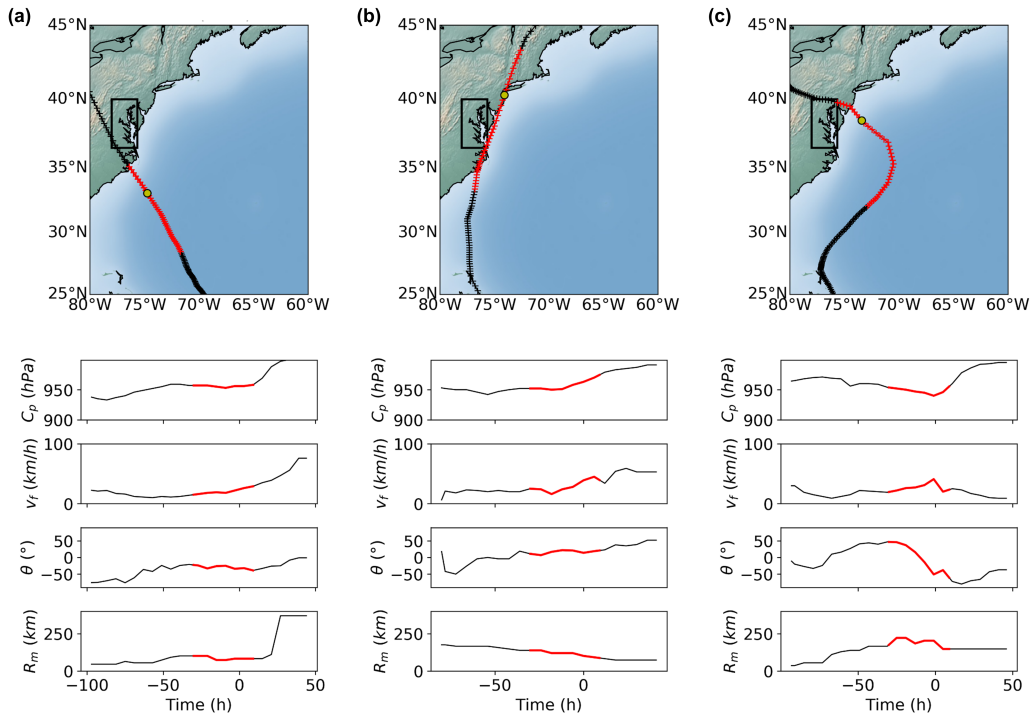 (a) (b) (c)
45°N 45°N 45°N
40°N 40°N 40°N
35°N 35°N 35°N
30°N 30°N 30°N
25°N 25°N 25°N
80°W 75°W 70°W 65°W 60°W 80°W 75°W 70°W 65°W 60°W 80°W 75°W 70°W 65°W 60°W
C_p (hPa) 950 900 C_p (hPa) 950 900 C_p (hPa) 950 900
v_f (km/h) 100 0 v_f (km/h) 100 0 v_f (km/h) 100 0
θ (°) 50 0 −50 θ (°) 50 0 −50 θ (°) 50 0 −50
R_m (km) 250 0 R_m (km) 250 0 R_m (km) 250 0
−100 −50 0 50 −50 0 −50 0 50
Time (h) Time (h) Time (h)